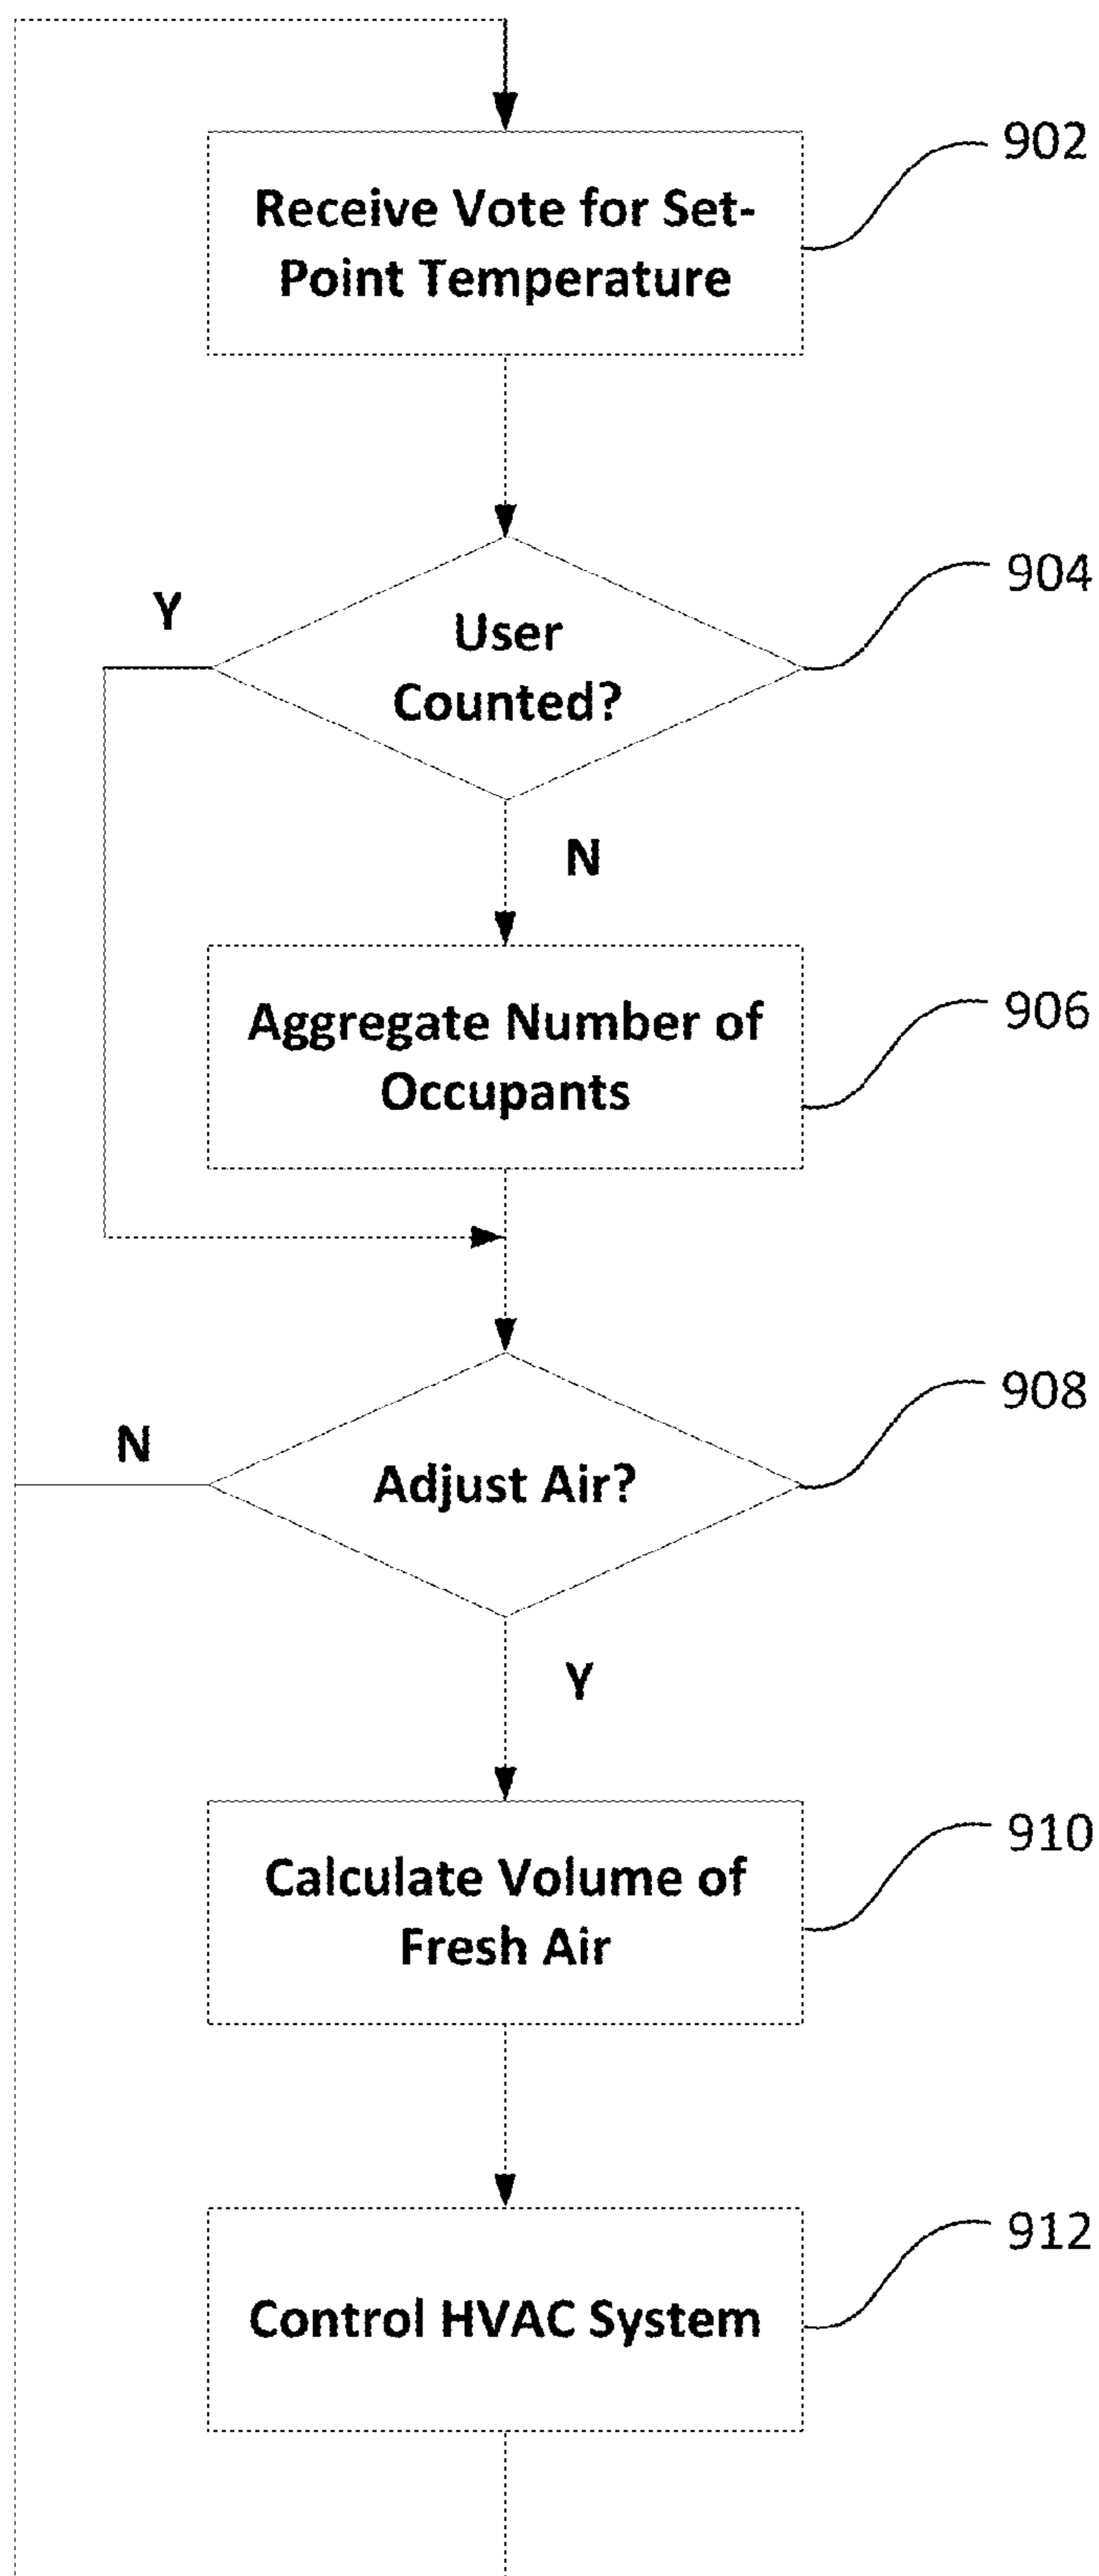 902
Receive Vote for Set-
Point Temperature
904
Y
User
Counted?
N
906
Aggregate Number of
Occupants
908
N
Adjust Air?
Y
910
Calculate Volume of
Fresh Air
912
Control HVAC System